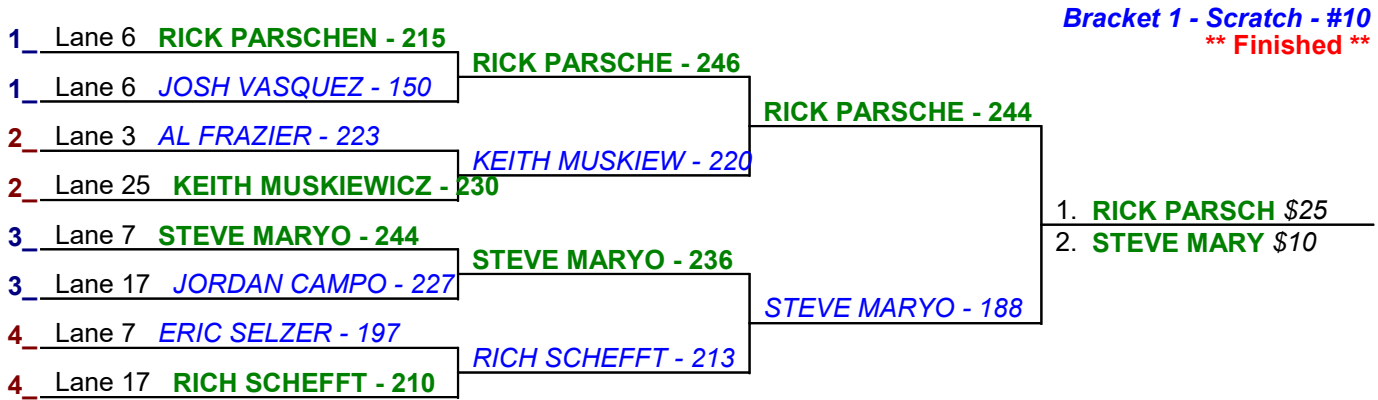 Bracket 1 - Scratch - #10
** Finished **
1_ Lane 6 RICK PARSCHEN - 215
RICK PARSCHE - 246
1_ Lane 6 JOSH VASQUEZ - 150
RICK PARSCHE - 244
2_ Lane 3 AL FRAZIER - 223
KEITH MUSKIEW - 220
2_ Lane 25 KEITH MUSKIEWICZ - 230
1. RICK PARSCH $25
3_ Lane 7 STEVE MARYO - 244
2. STEVE MARY $10
STEVE MARYO - 236
3_ Lane 17 JORDAN CAMPO - 227
STEVE MARYO - 188
4_ Lane 7 ERIC SELZER - 197
RICH SCHEFFT - 213
4_ Lane 17 RICH SCHEFFT - 210